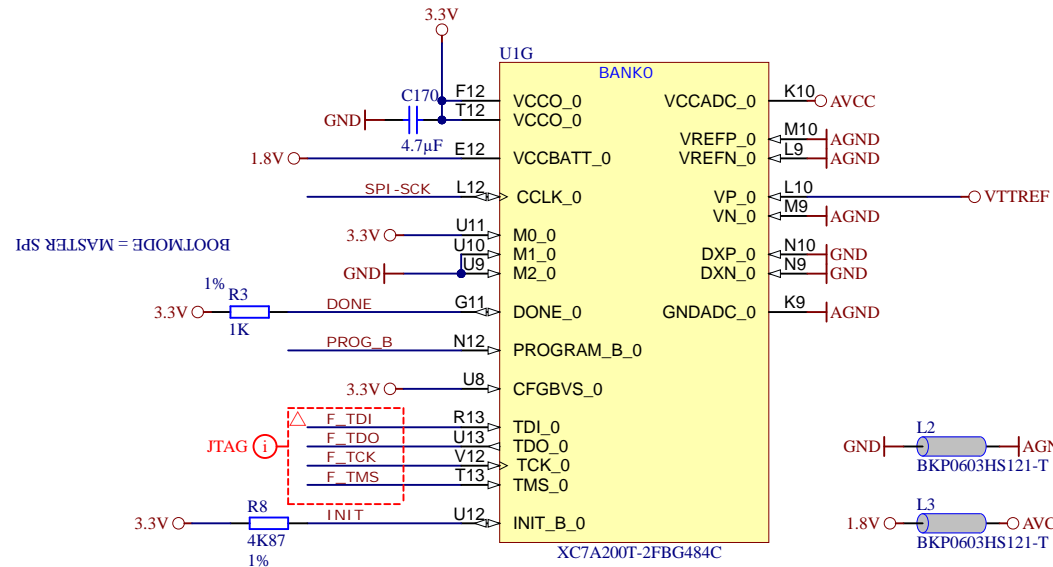 3.3V
U1G
BANK0
C170
4.7µF
GND
F12
VCCO_0
T12
VCCO_0
1.8V
E12
VCCBATT_0
SPI-SCK
L12
CCLK_0
BOOTMODE = MASTER SPI
3.3V
U11
M0_0
U10
M1_0
GND
U9
M2_0
1%
R3
3.3V
1K
DONE
G11
DONE_0
PROG_B
N12
PROGRAM_B_0
3.3V
U8
CFGBVS_0
JTAG
i
F_TDI
R13
TDI_0
F_TDO
U13
TDO_0
F_TCK
V12
TCK_0
F_TMS
T13
TMS_0
R8
3.3V
4K87
1%
INIT
U12
INIT_B_0
VCCADC_0
K10
AVCC
VREFP_0
M10
AGND
VREFN_0
L9
AGND
VP_0
L10
VTTREF
VN_0
M9
AGND
DXP_0
N10
GND
DXN_0
N9
GND
GNDADC_0
K9
AGND
XC7A200T-2FBG484C
L2
GND
AGN
BKP0603HS121-T
L3
1.8V
AVC
BKP0603HS121-T